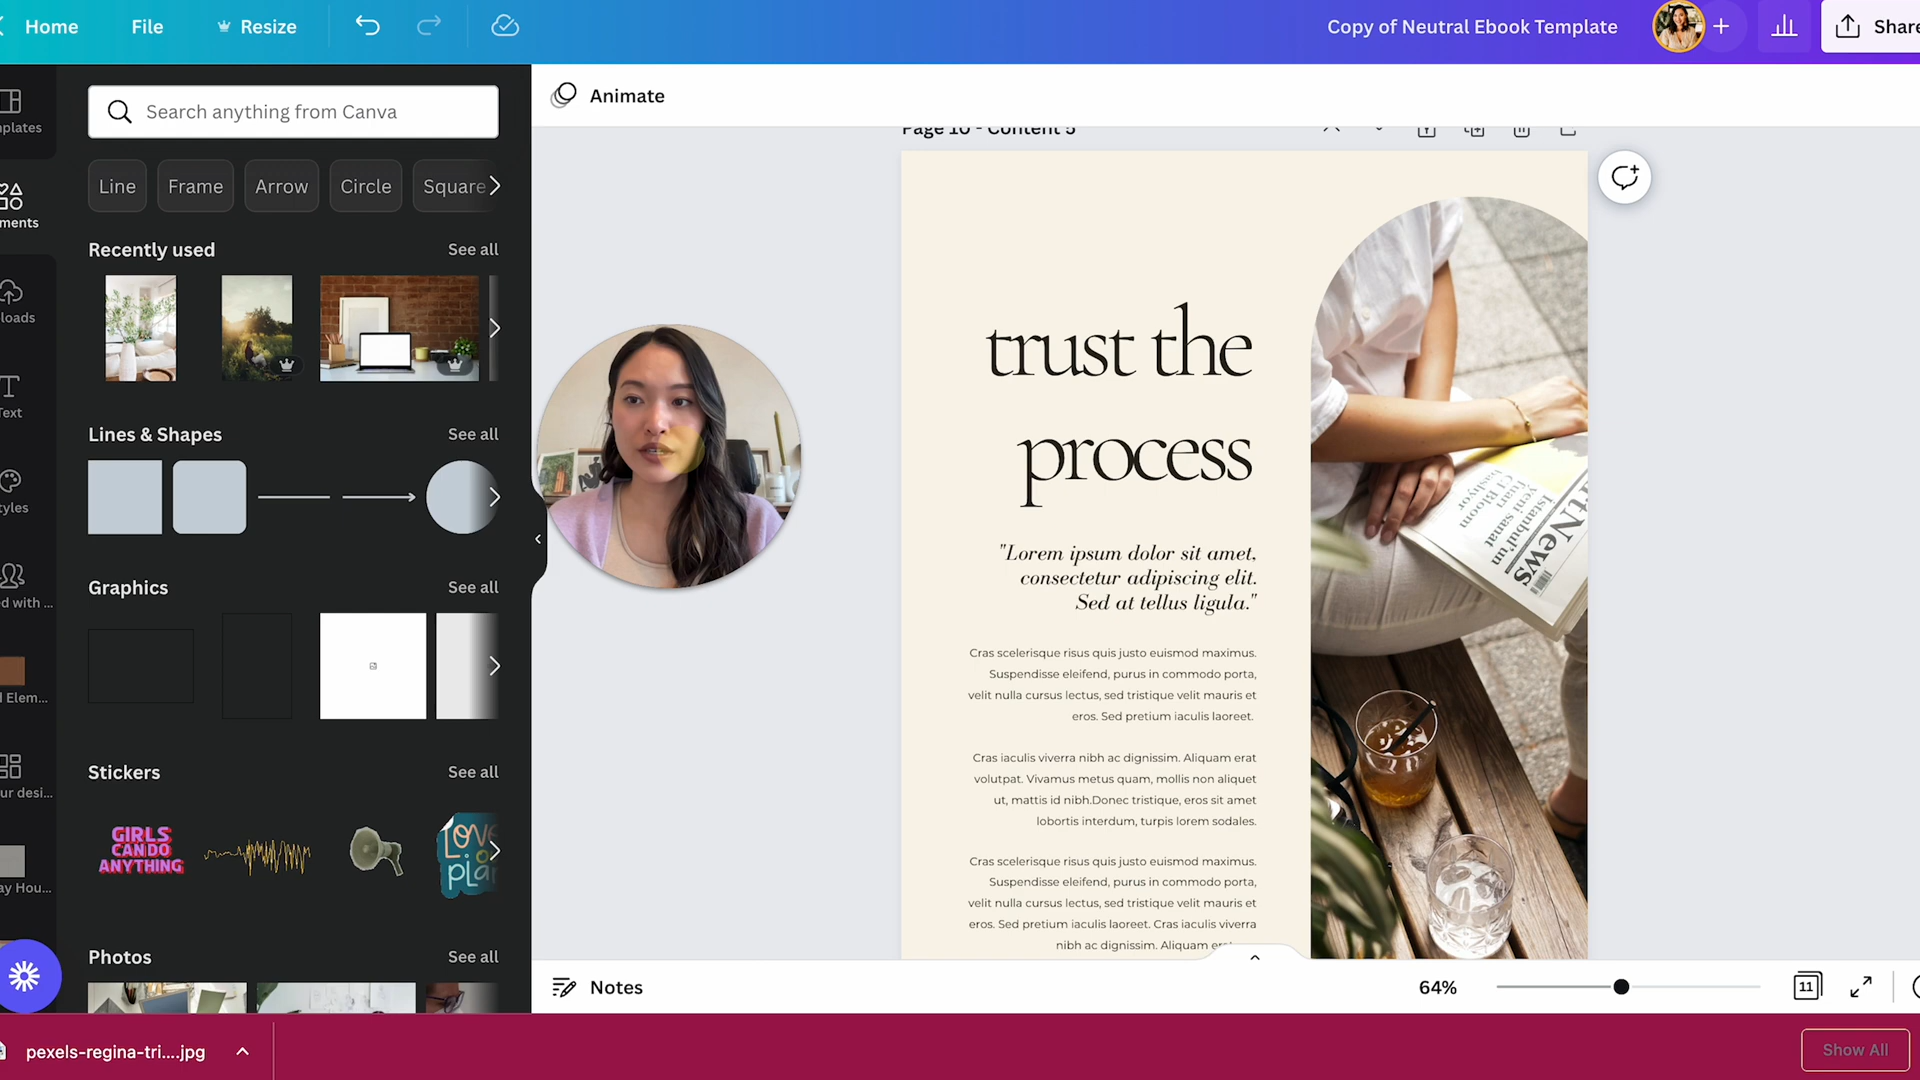 Home
File
Resize
Copy of Neutral Ebook Template
Share
Search anything from Canva
Animate
Page 10 - Content 5
Line
Frame
Arrow
Circle
Square
Recently used
See all
Lines & Shapes
See all
Graphics
See all
Stickers
See all
GIRLS
CAN DO
ANYTHING
Photos
See all
Text
trust the
process
"Lorem ipsum dolor sit amet,
consectetur adipiscing elit.
Sed at tellus ligula."
Cras scelerisque risus quis justo euismod maximus.
Suspendisse eleifend, purus in commodo porta,
velit nulla cursus lectus, sed tristique velit mauris et
eros. Sed pretium iaculis laoreet.
Cras iaculis viverra nibh ac dignissim. Aliquam erat
volutpat. Vivamus metus quam, mollis non aliquet
ut, mattis id nibh.Donec tristique, eros sit amet
lobortis interdum, turpis lorem sodales.
Cras scelerisque risus quis justo euismod maximus.
Suspendisse eleifend, purus in commodo porta,
velit nulla cursus lectus, sed tristique velit mauris et
eros. Sed pretium iaculis laoreet. Cras iaculis viverra
nibh ac dignissim. Aliquam
Notes
64%
11
pexels-regina-tri....jpg
Show All